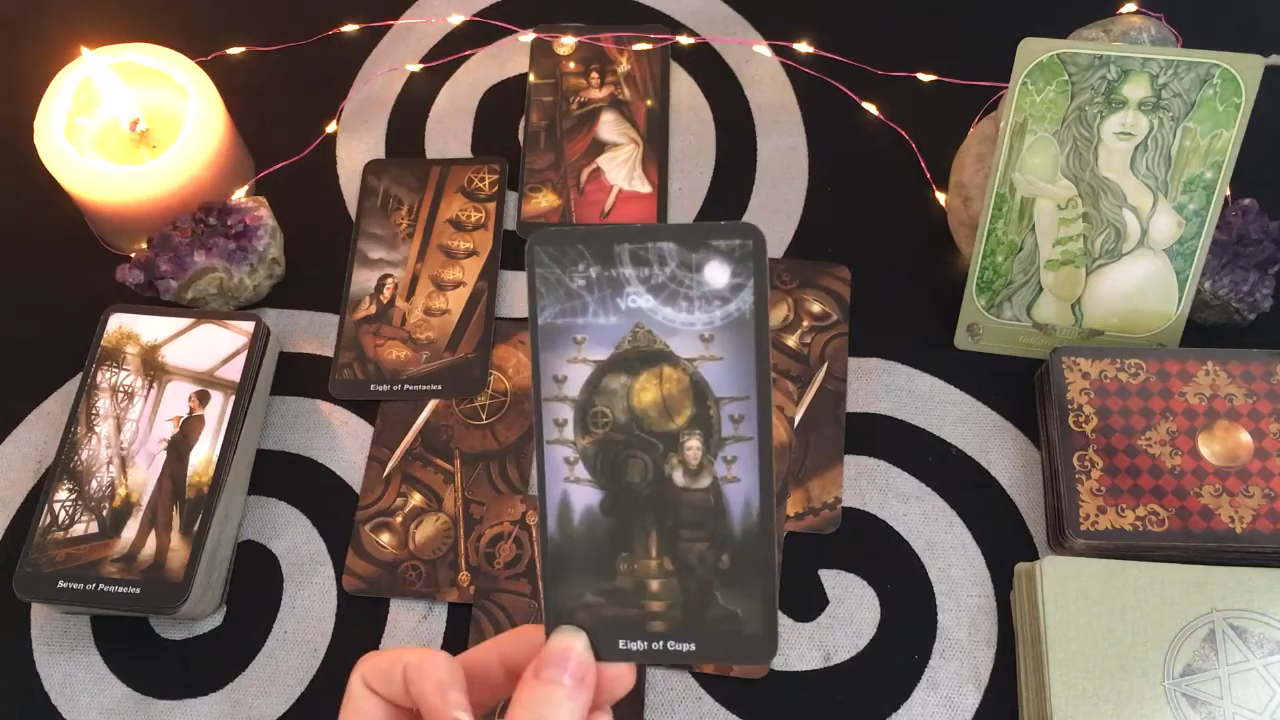 Eight of Pentacles
√∞
Seven of Pentacles
Eight of Cups